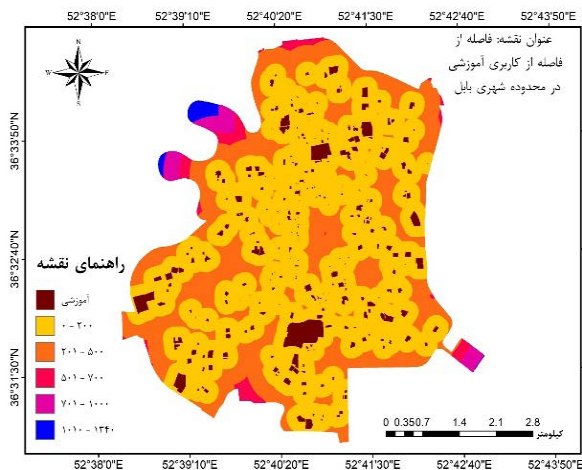 52°38'0"E 52°39'10"E 52°40'20"E 52°41'30"E 52°42'40"E 52°43'50"E
N
W E
S
عنوان نقشه: فاصله از
فاصله از کاربری آموزشی
در محدوده شهری بابل
36°33'50"N
36°32'40"N
36°31'30"N
راهنمای نقشه
آموزشی
۰ - ۲۰۰
۲۰۱ - ۵۰۰
۵۰۱ - ۷۰۰
۷۰۱ - ۱۰۰۰
۱۰۱۰ - ۱۳۴۰
0 0.35 0.7 1.4 2.1 2.8
کیلومتر
52°38'0"E 52°39'10"E 52°40'20"E 52°41'30"E 52°42'40"E 52°43'50"E